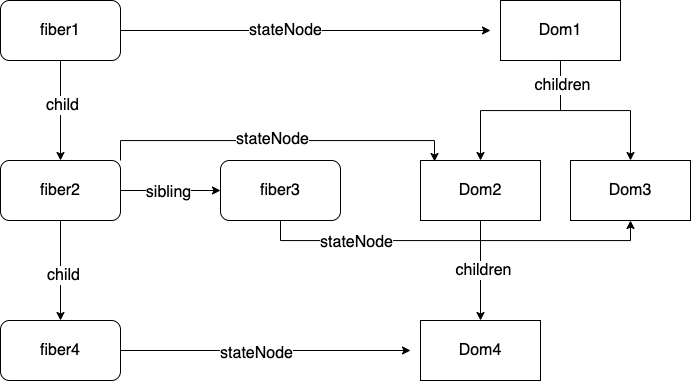 fiber1
stateNode
Dom1
child
children
stateNode
fiber2
sibling
fiber3
Dom2
Dom3
stateNode
child
children
fiber4
stateNode
Dom4